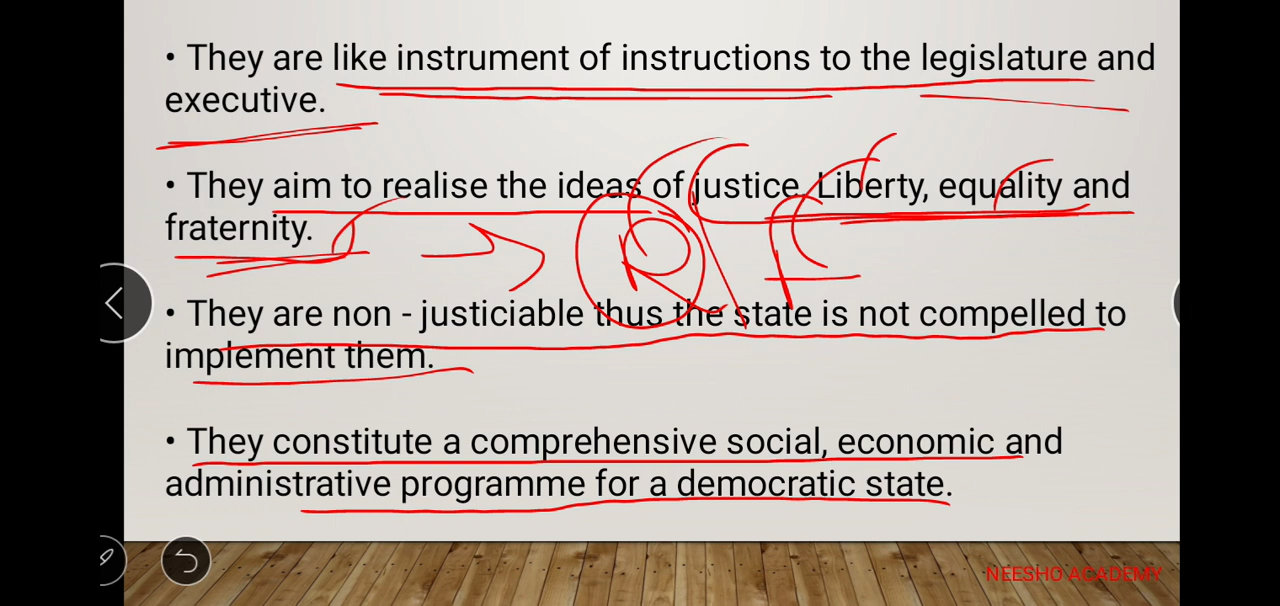 • They are like instrument of instructions to the legislature and
executive.
• They aim to realise the ideas of justice, Liberty, equality and
fraternity.
• They are non - justiciable thus the state is not compelled to
implement them.
• They constitute a comprehensive social, economic and
administrative programme for a democratic state.
NEESHO ACADEMY